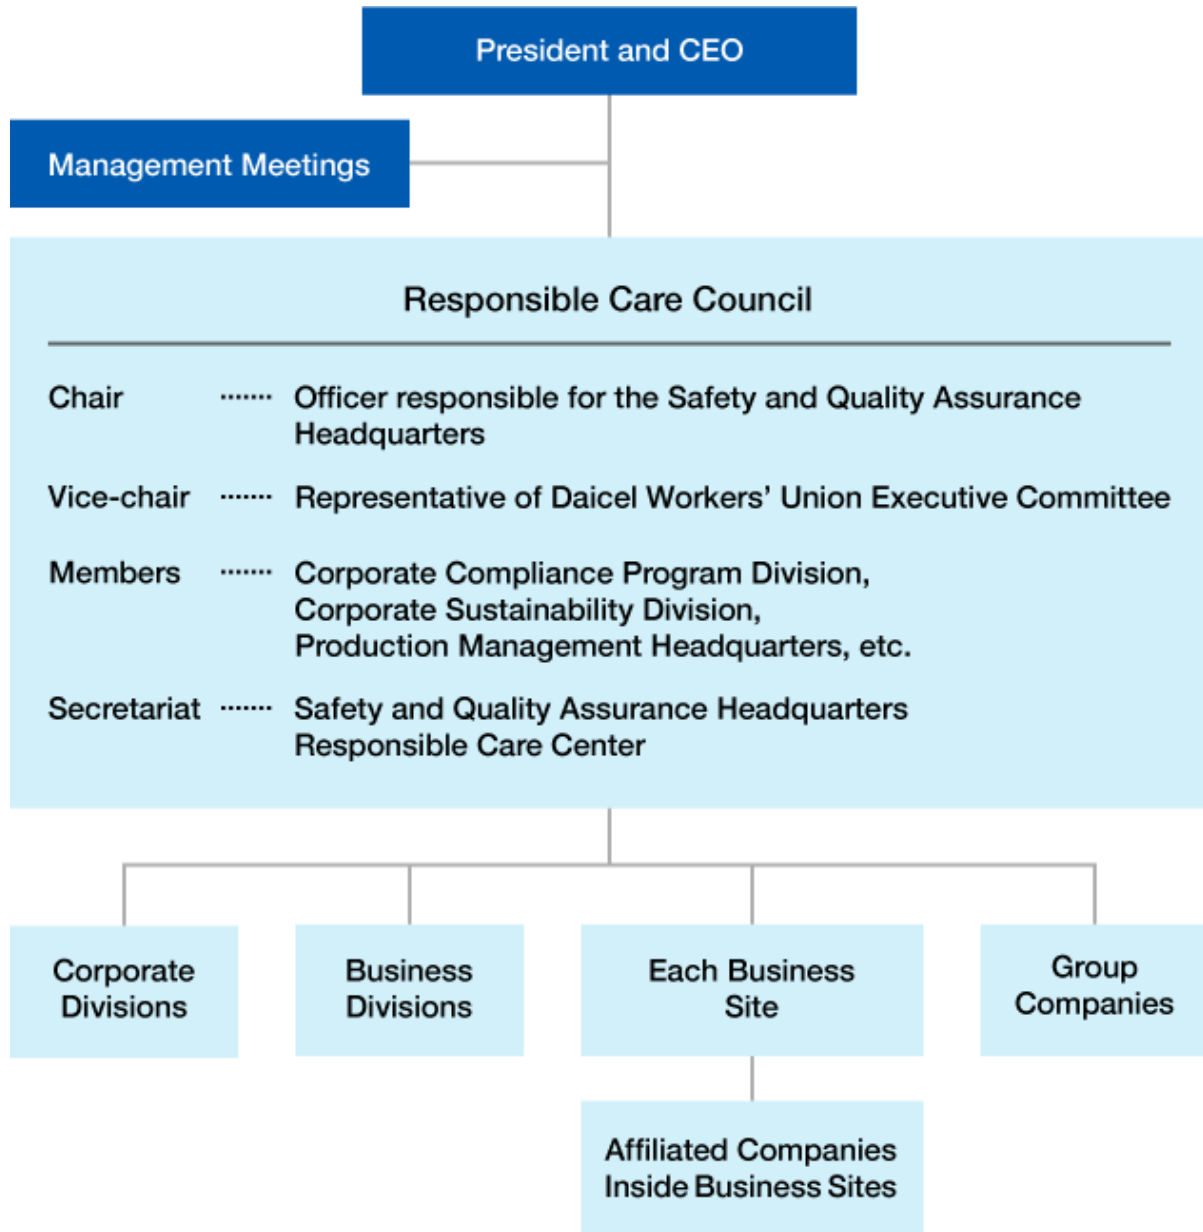 President and CEO
Management Meetings
Responsible Care Council
Chair ······· Officer responsible for the Safety and Quality Assurance
Headquarters
Vice-chair ······· Representative of Daicel Workers’ Union Executive Committee
Members ······· Corporate Compliance Program Division,
Corporate Sustainability Division,
Production Management Headquarters, etc.
Secretariat ······· Safety and Quality Assurance Headquarters
Responsible Care Center
Corporate
Divisions
Business
Divisions
Each Business
Site
Group
Companies
Affiliated Companies
Inside Business Sites